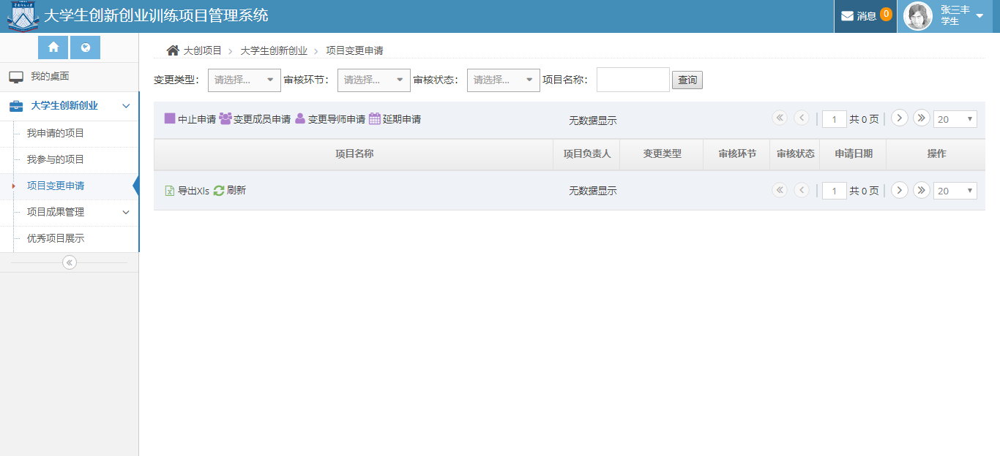 大学生创新创业训练项目管理系统
消息 0
张三丰
学生
大创项目 大学生创新创业 项目变更申请
我的桌面
变更类型： 请选择... 审核环节： 请选择... 审核状态： 请选择... 项目名称： 查询
大学生创新创业
中止申请 变更成员申请 变更导师申请 延期申请 无数据显示 1 共 0 页 20
我申请的项目
我参与的项目
项目变更申请
项目成果管理
优秀项目展示
项目名称 项目负责人 变更类型 审核环节 审核状态 申请日期 操作
导出Xls 刷新 无数据显示 1 共 0 页 20